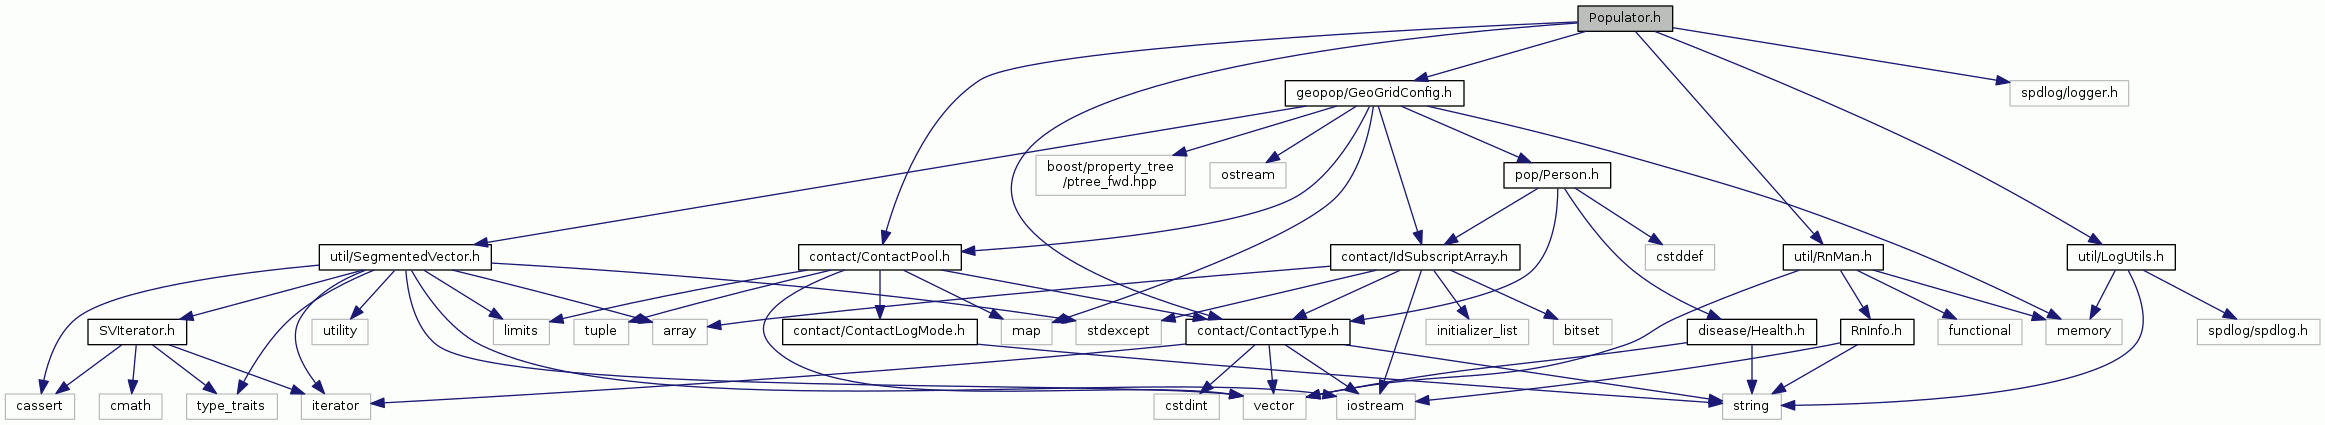 Populator.h
geopop/GeoGridConfig.h
spdlog/logger.h
boost/property_tree
/ptree_fwd.hpp
ostream
pop/Person.h
util/SegmentedVector.h
contact/ContactPool.h
contact/IdSubscriptArray.h
cstddef
util/RnMan.h
util/LogUtils.h
SVIterator.h
utility
limits
tuple
array
contact/ContactLogMode.h
map
stdexcept
contact/ContactType.h
initializer_list
bitset
disease/Health.h
RnInfo.h
functional
memory
spdlog/spdlog.h
cassert
cmath
type_traits
iterator
cstdint
vector
iostream
string